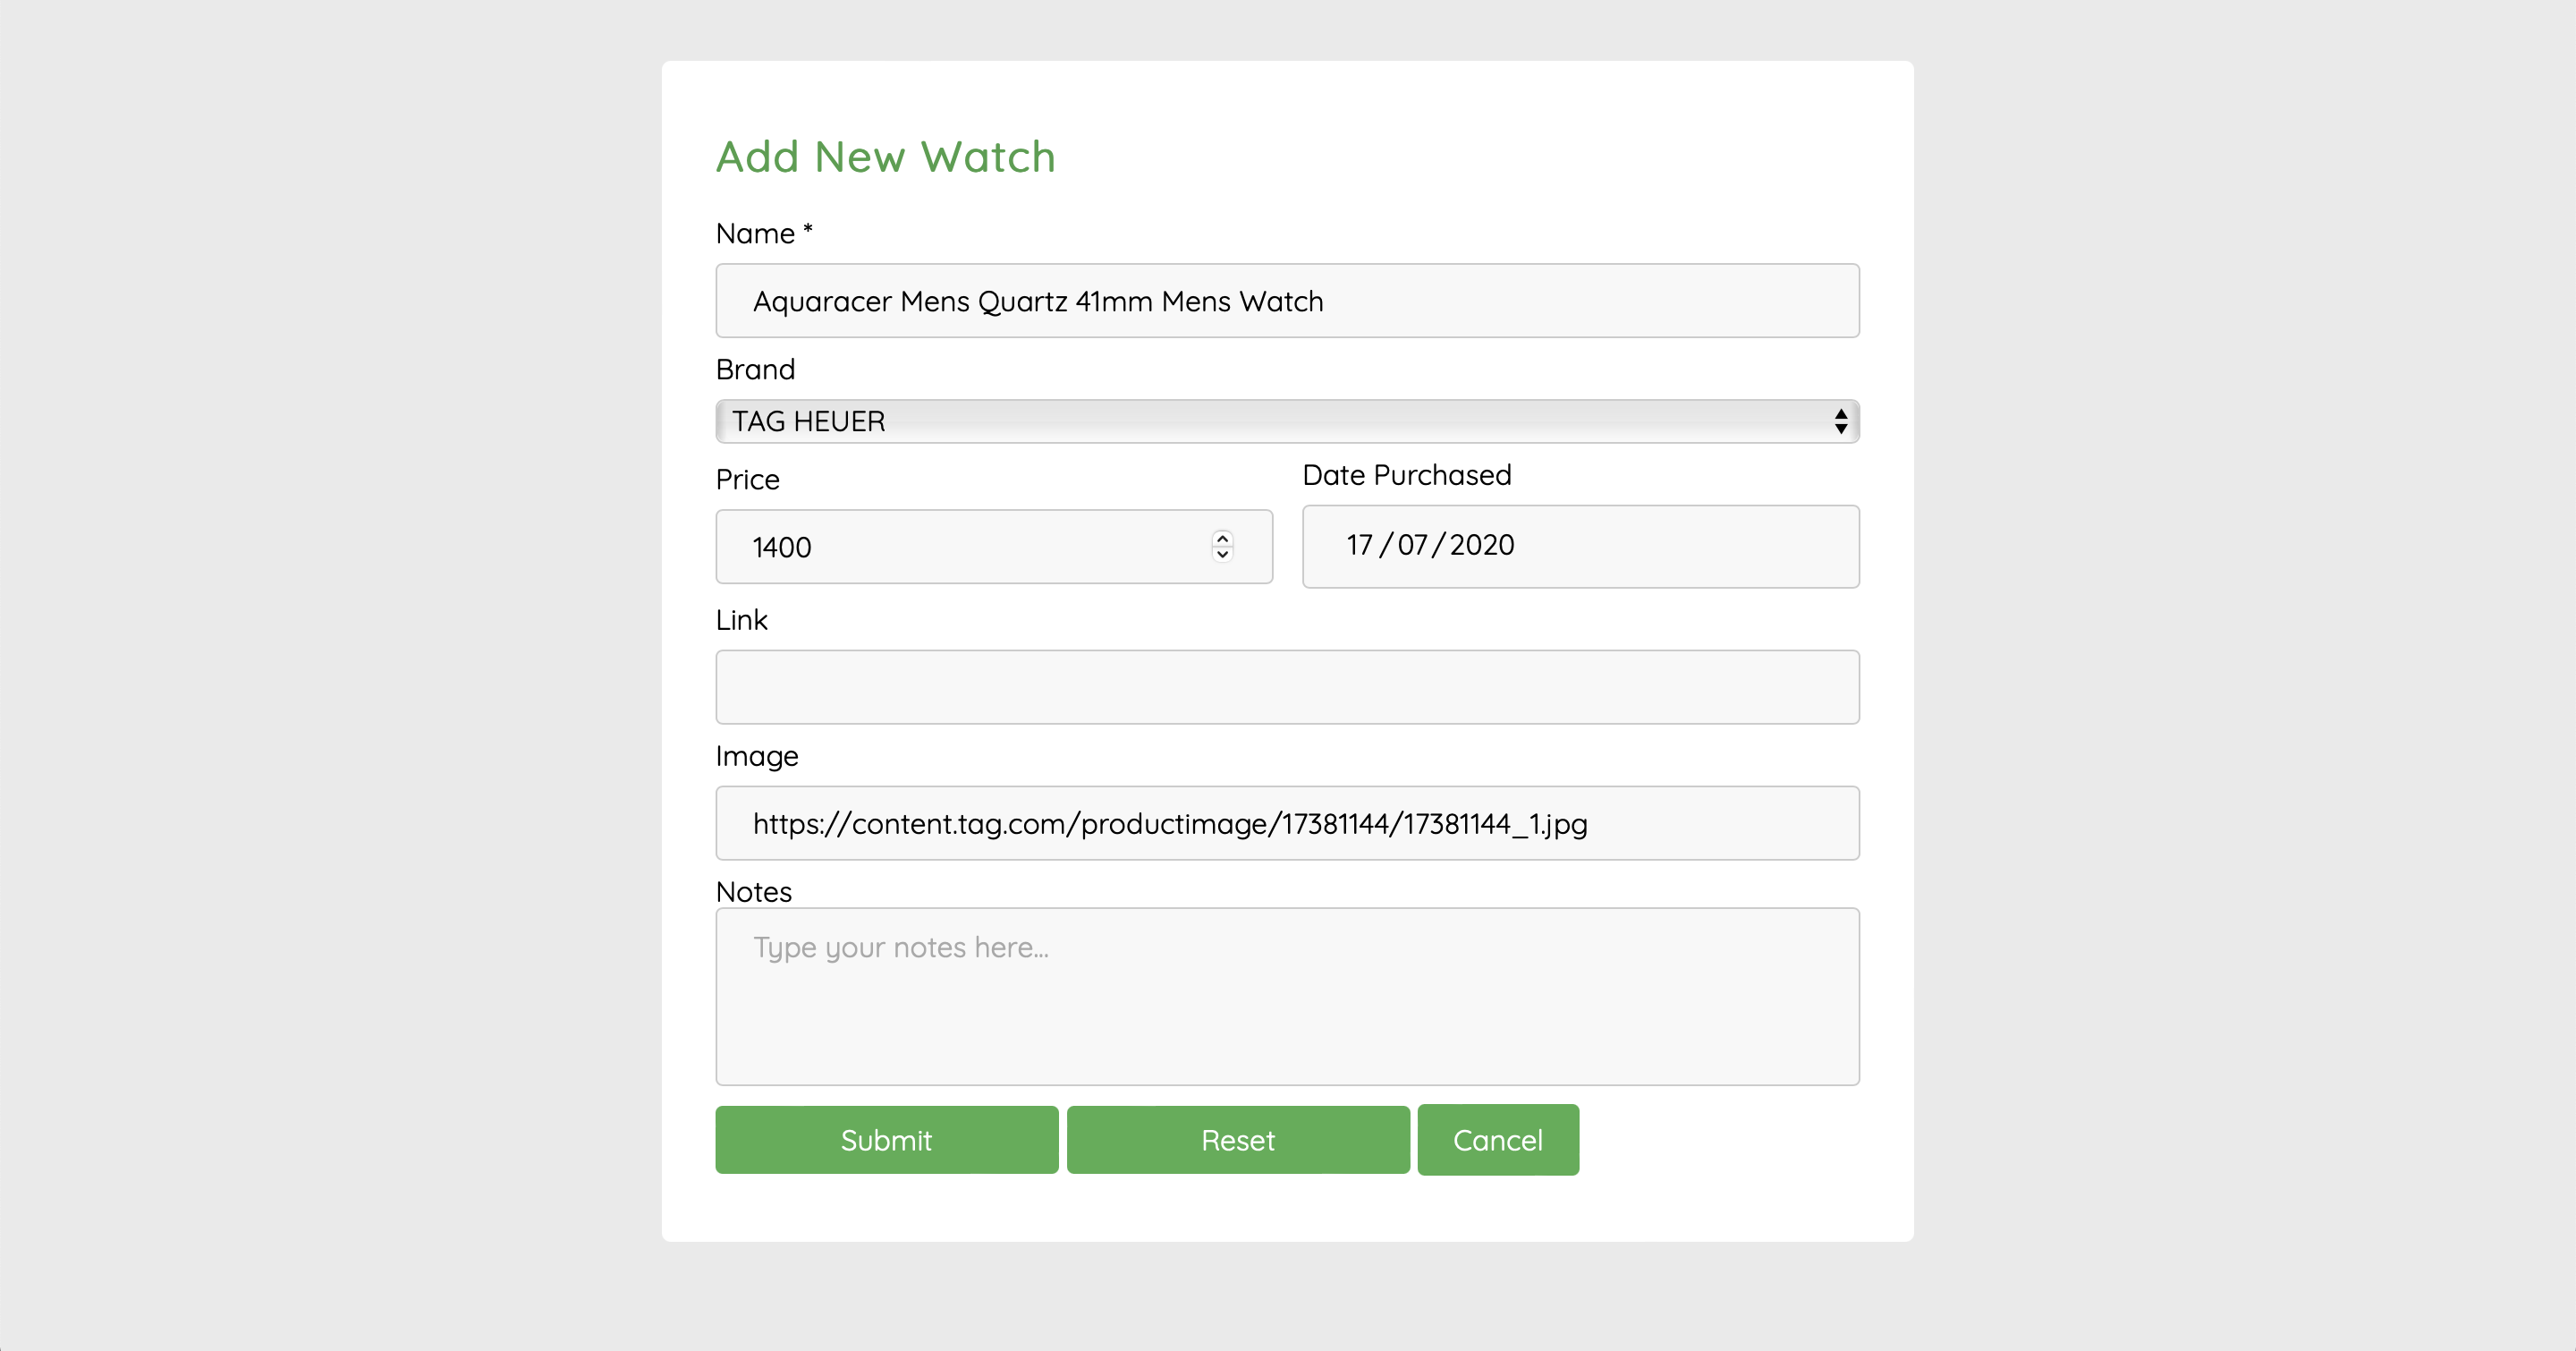 Add New Watch
Name *
Aquaracer Mens Quartz 41mm Mens Watch
Brand
TAG HEUER
Price
Date Purchased
1400
17/07/2020
Link
Image
https://content.tag.com/productimage/17381144/17381144_1.jpg
Notes
Type your notes here...
Submit Reset Cancel